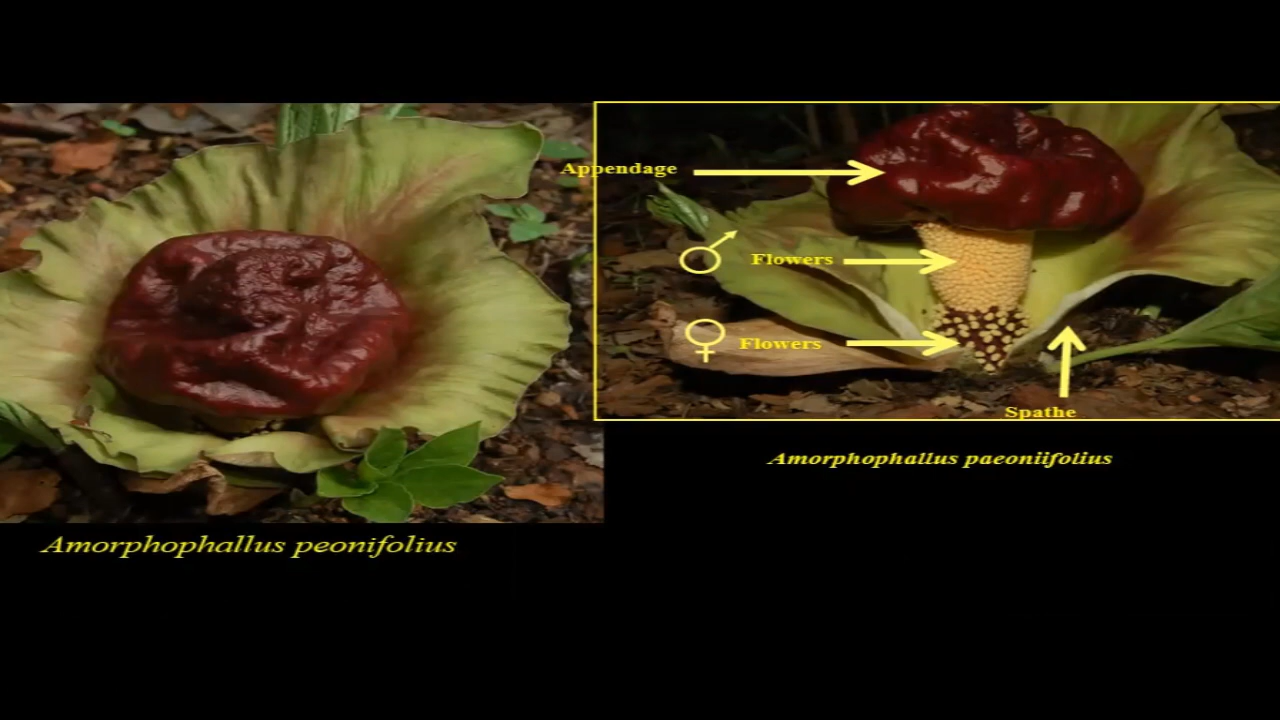 Appendage
♂ Flowers
♀ Flowers
Spathe
Amorphophallus paeoniifolius
Amorphophallus peonifolius